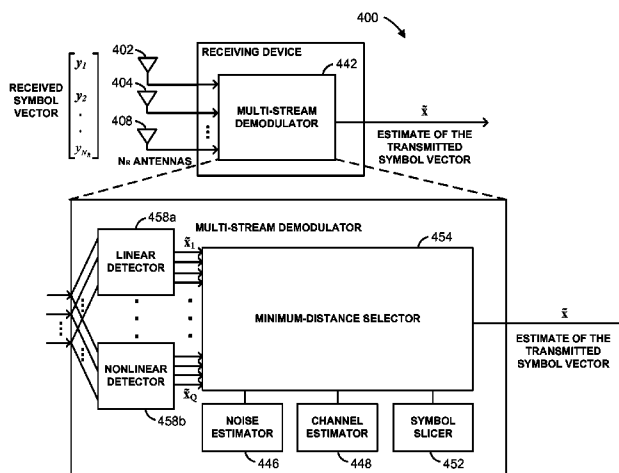 400
402
RECEIVING DEVICE
442
RECEIVED
SYMBOL
VECTOR
y1
y2
.
.
yNR
404
408
NR ANTENNAS
MULTI-STREAM
DEMODULATOR
x̃
ESTIMATE OF THE
TRANSMITTED
SYMBOL VECTOR
458a
MULTI-STREAM DEMODULATOR
454
LINEAR
DETECTOR
x̃1
MINIMUM-DISTANCE SELECTOR
x̃
ESTIMATE OF THE
TRANSMITTED
SYMBOL VECTOR
NONLINEAR
DETECTOR
x̃Q
458b
NOISE
ESTIMATOR
CHANNEL
ESTIMATOR
SYMBOL
SLICER
446
448
452